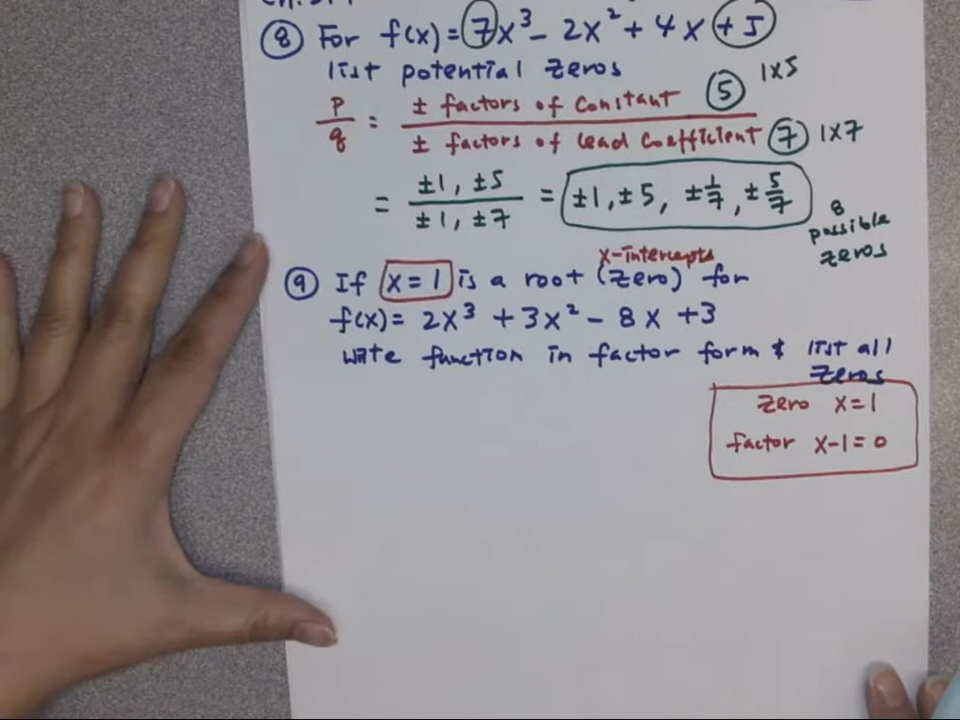 ⑧ For f(x) = 7x³ - 2x² + 4x + 5
list potential zeros
p/q = ± factors of constant / ± factors of lead coefficient
⑤ 1x5
⑦ 1x7
= ±1, ±5 / ±1, ±7 = ±1, ±5, ±1/7, ±5/7
8 possible zeros
x-intercepts
⑨ If x = 1 is a root (zero) for
f(x) = 2x³ + 3x² - 8x + 3
write function in factor form & list all
zeros
zero x=1
factor x-1=0